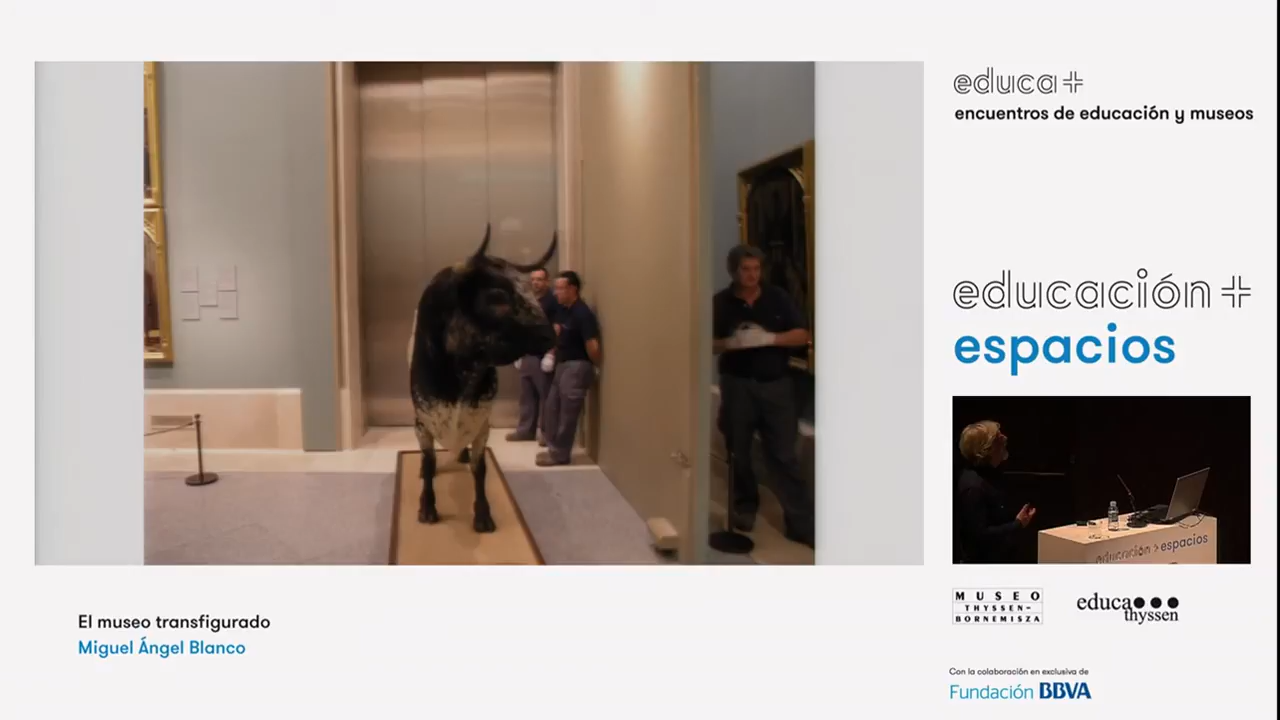 educa+
encuentros de educación y museos
educación+
espacios
educación > espacios
MUSEO
THYSSEN-
BORNEMISZA
educa
thyssen
El museo transfigurado
Miguel Ángel Blanco
Con la colaboración en exclusiva de
Fundación BBVA